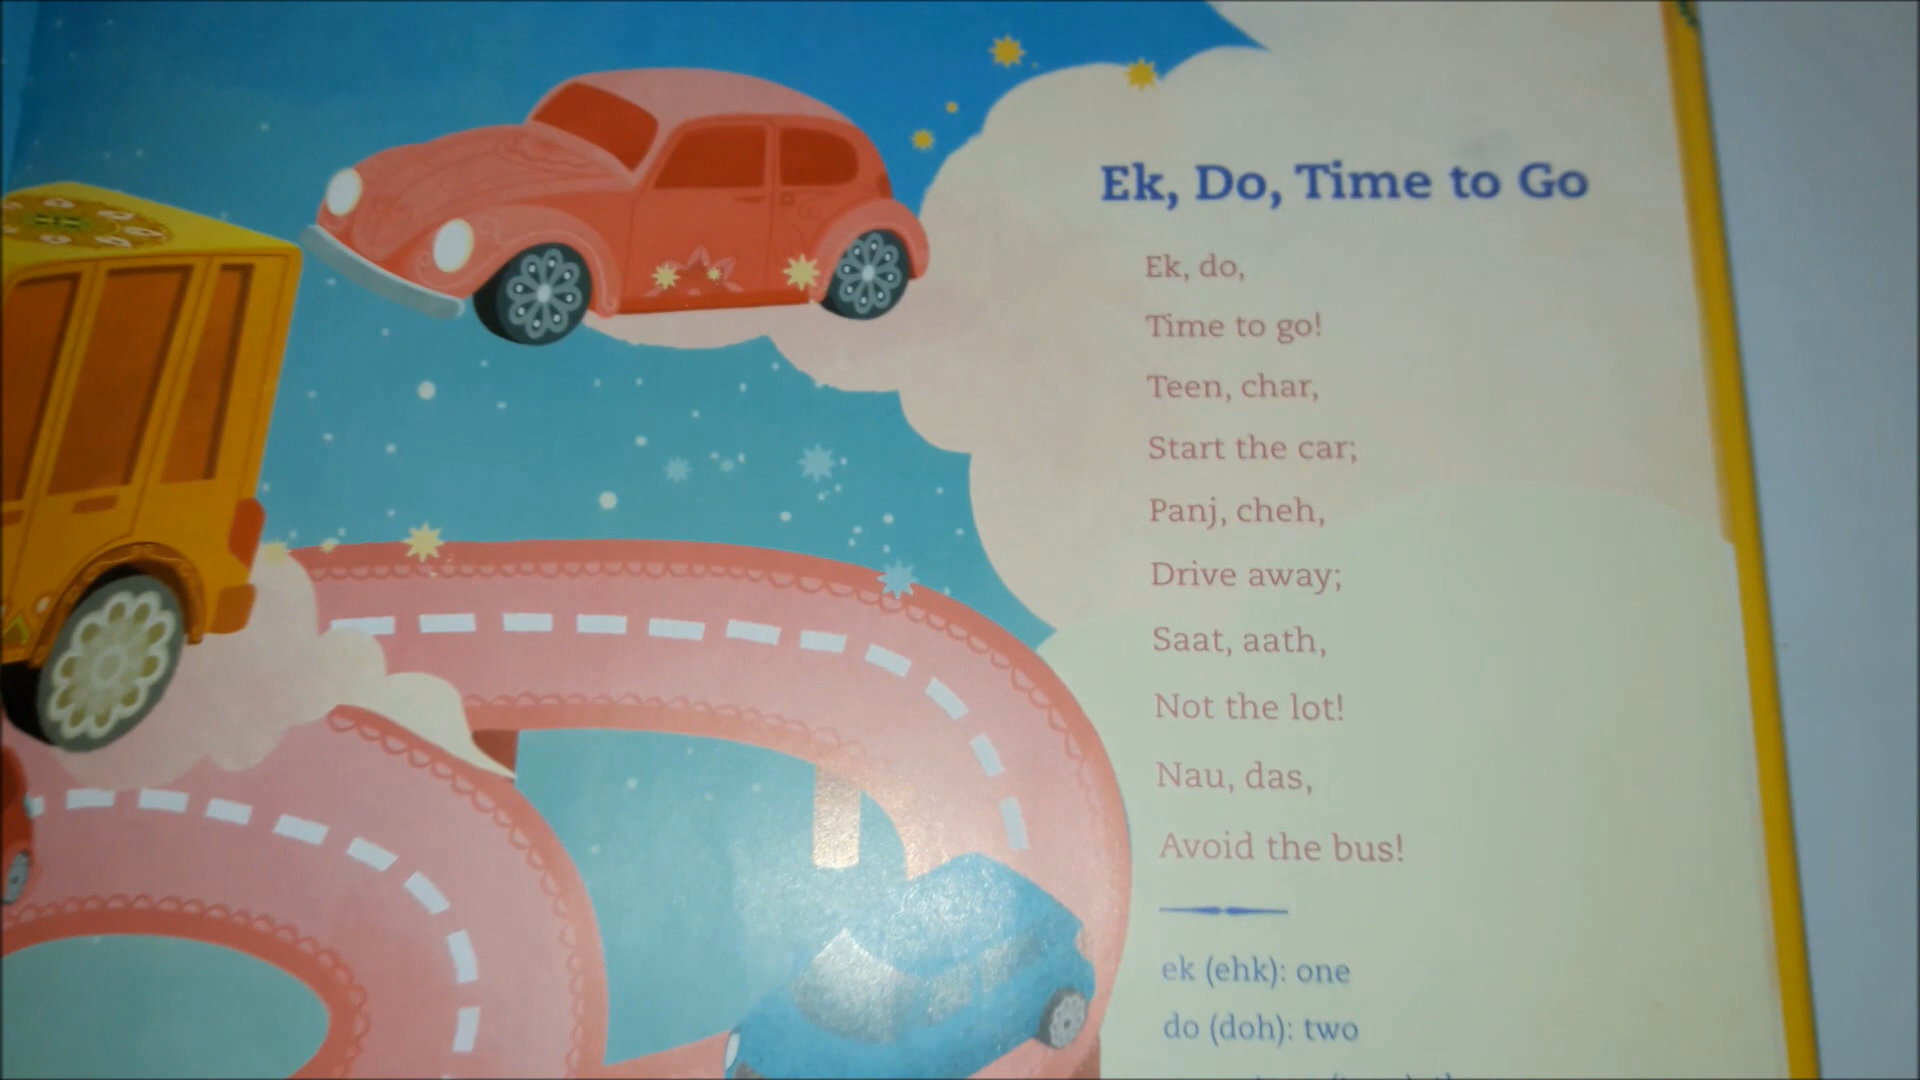 Ek, Do, Time to Go
Ek, do,
Time to go!
Teen, char,
Start the car;
Panj, cheh,
Drive away;
Saat, aath,
Not the lot!
Nau, das,
Avoid the bus!
ek (ehk): one
do (doh): two